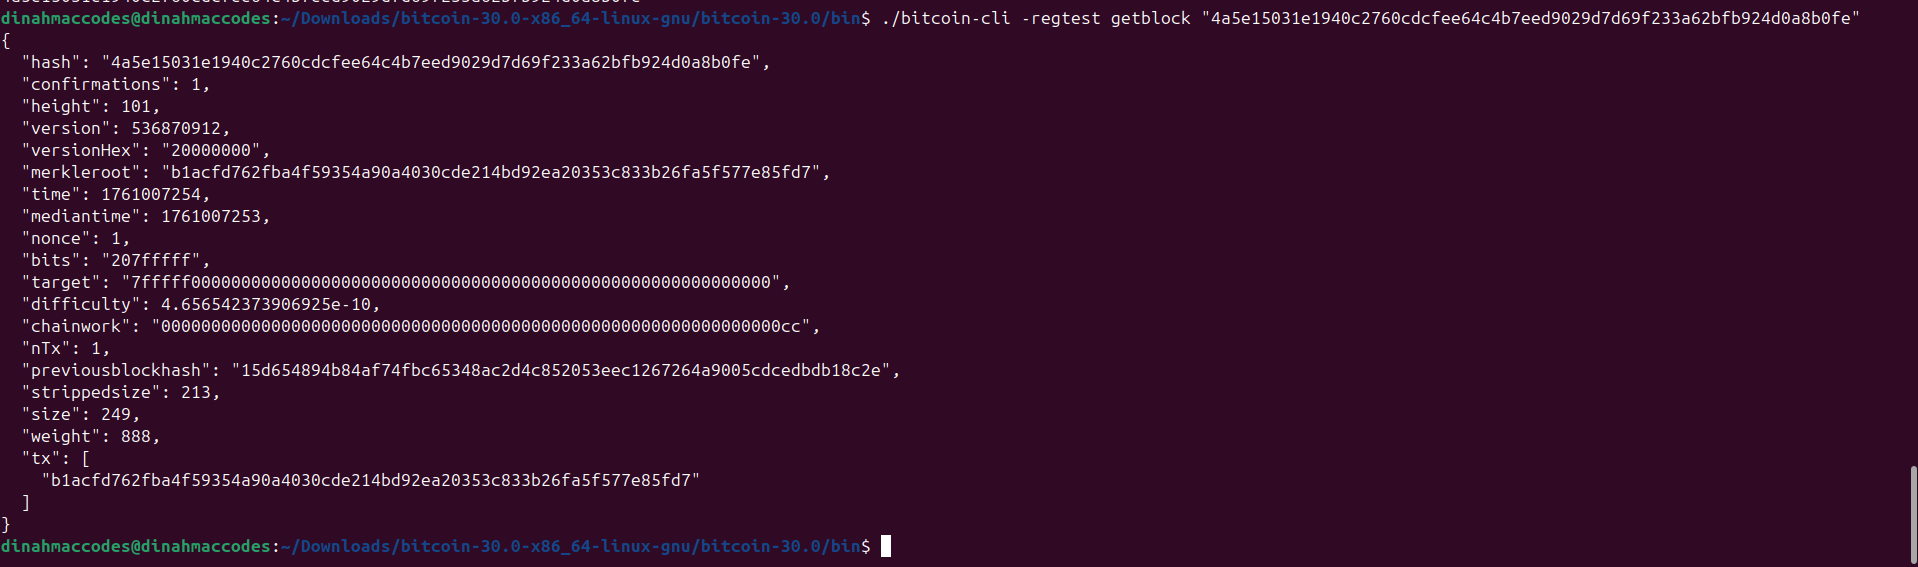 dinahmaccodes@dinahmaccodes:~/Downloads/bitcoin-30.0-x86_64-linux-gnu/bitcoin-30.0/bin$ ./bitcoin-cli -regtest getblock "4a5e15031e1940c2760cdcfee64c4b7eed9029d7d69f233a62bfb924d0a8b0fe"
{
  "hash": "4a5e15031e1940c2760cdcfee64c4b7eed9029d7d69f233a62bfb924d0a8b0fe",
  "confirmations": 1,
  "height": 101,
  "version": 536870912,
  "versionHex": "20000000",
  "merkleroot": "b1acfd762fba4f59354a90a4030cde214bd92ea20353c833b26fa5f577e85fd7",
  "time": 1761007254,
  "mediantime": 1761007253,
  "nonce": 1,
  "bits": "207fffff",
  "target": "7fffff0000000000000000000000000000000000000000000000000000000000",
  "difficulty": 4.656542373906925e-10,
  "chainwork": "00000000000000000000000000000000000000000000000000000000000000cc",
  "nTx": 1,
  "previousblockhash": "15d654894b84af74fbc65348ac2d4c852053eec1267264a9005cdcedbdb18c2e",
  "strippedsize": 213,
  "size": 249,
  "weight": 888,
  "tx": [
    "b1acfd762fba4f59354a90a4030cde214bd92ea20353c833b26fa5f577e85fd7"
  ]
}
dinahmaccodes@dinahmaccodes:~/Downloads/bitcoin-30.0-x86_64-linux-gnu/bitcoin-30.0/bin$